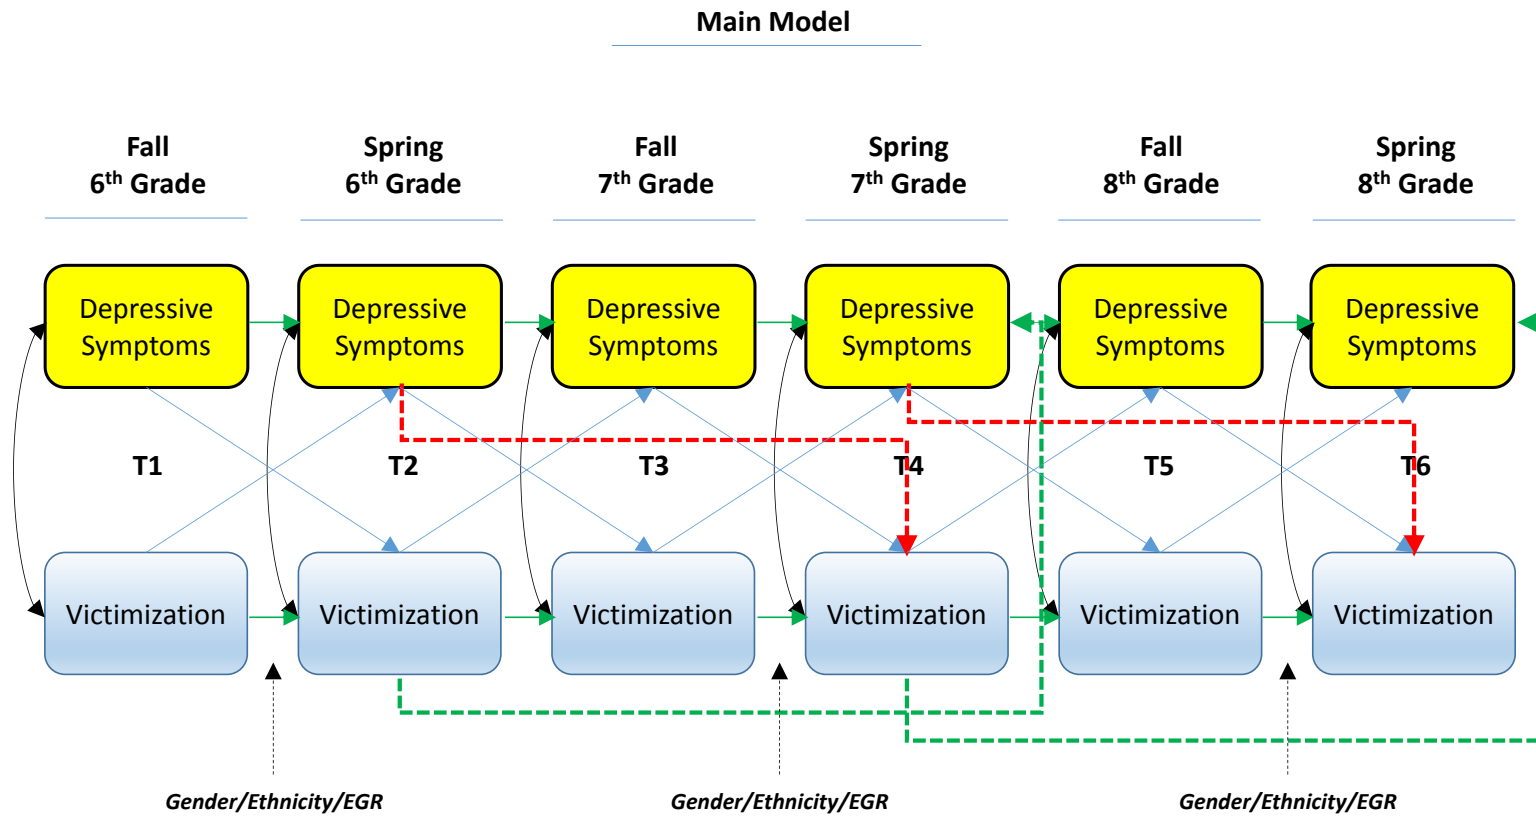 Main Model
Fall
6th Grade
Spring
6th Grade
Fall
7th Grade
Spring
7th Grade
Fall
8th Grade
Spring
8th Grade
Depressive
Symptoms
Depressive
Symptoms
Depressive
Symptoms
Depressive
Symptoms
Depressive
Symptoms
Depressive
Symptoms
T1
T2
T3
T4
T5
T6
Victimization
Victimization
Victimization
Victimization
Victimization
Victimization
Gender/Ethnicity/EGR
Gender/Ethnicity/EGR
Gender/Ethnicity/EGR